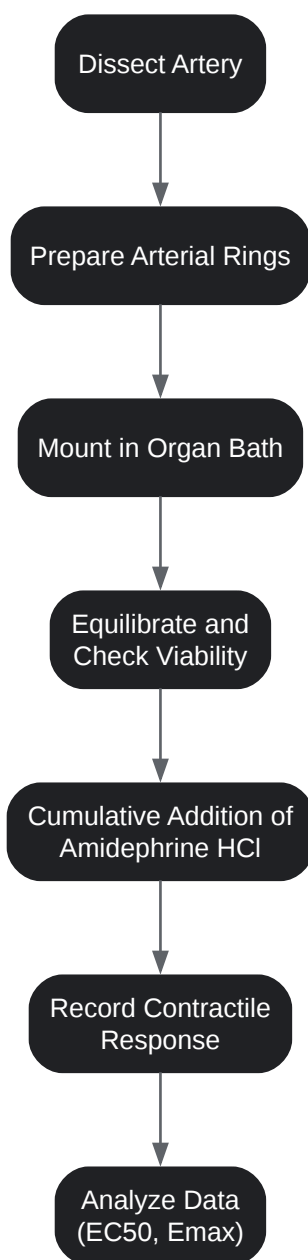 Dissect Artery
Prepare Arterial Rings
Mount in Organ Bath
Equilibrate and
Check Viability
Cumulative Addition of
Amidephrine HCl
Record Contractile
Response
Analyze Data
(EC50, Emax)